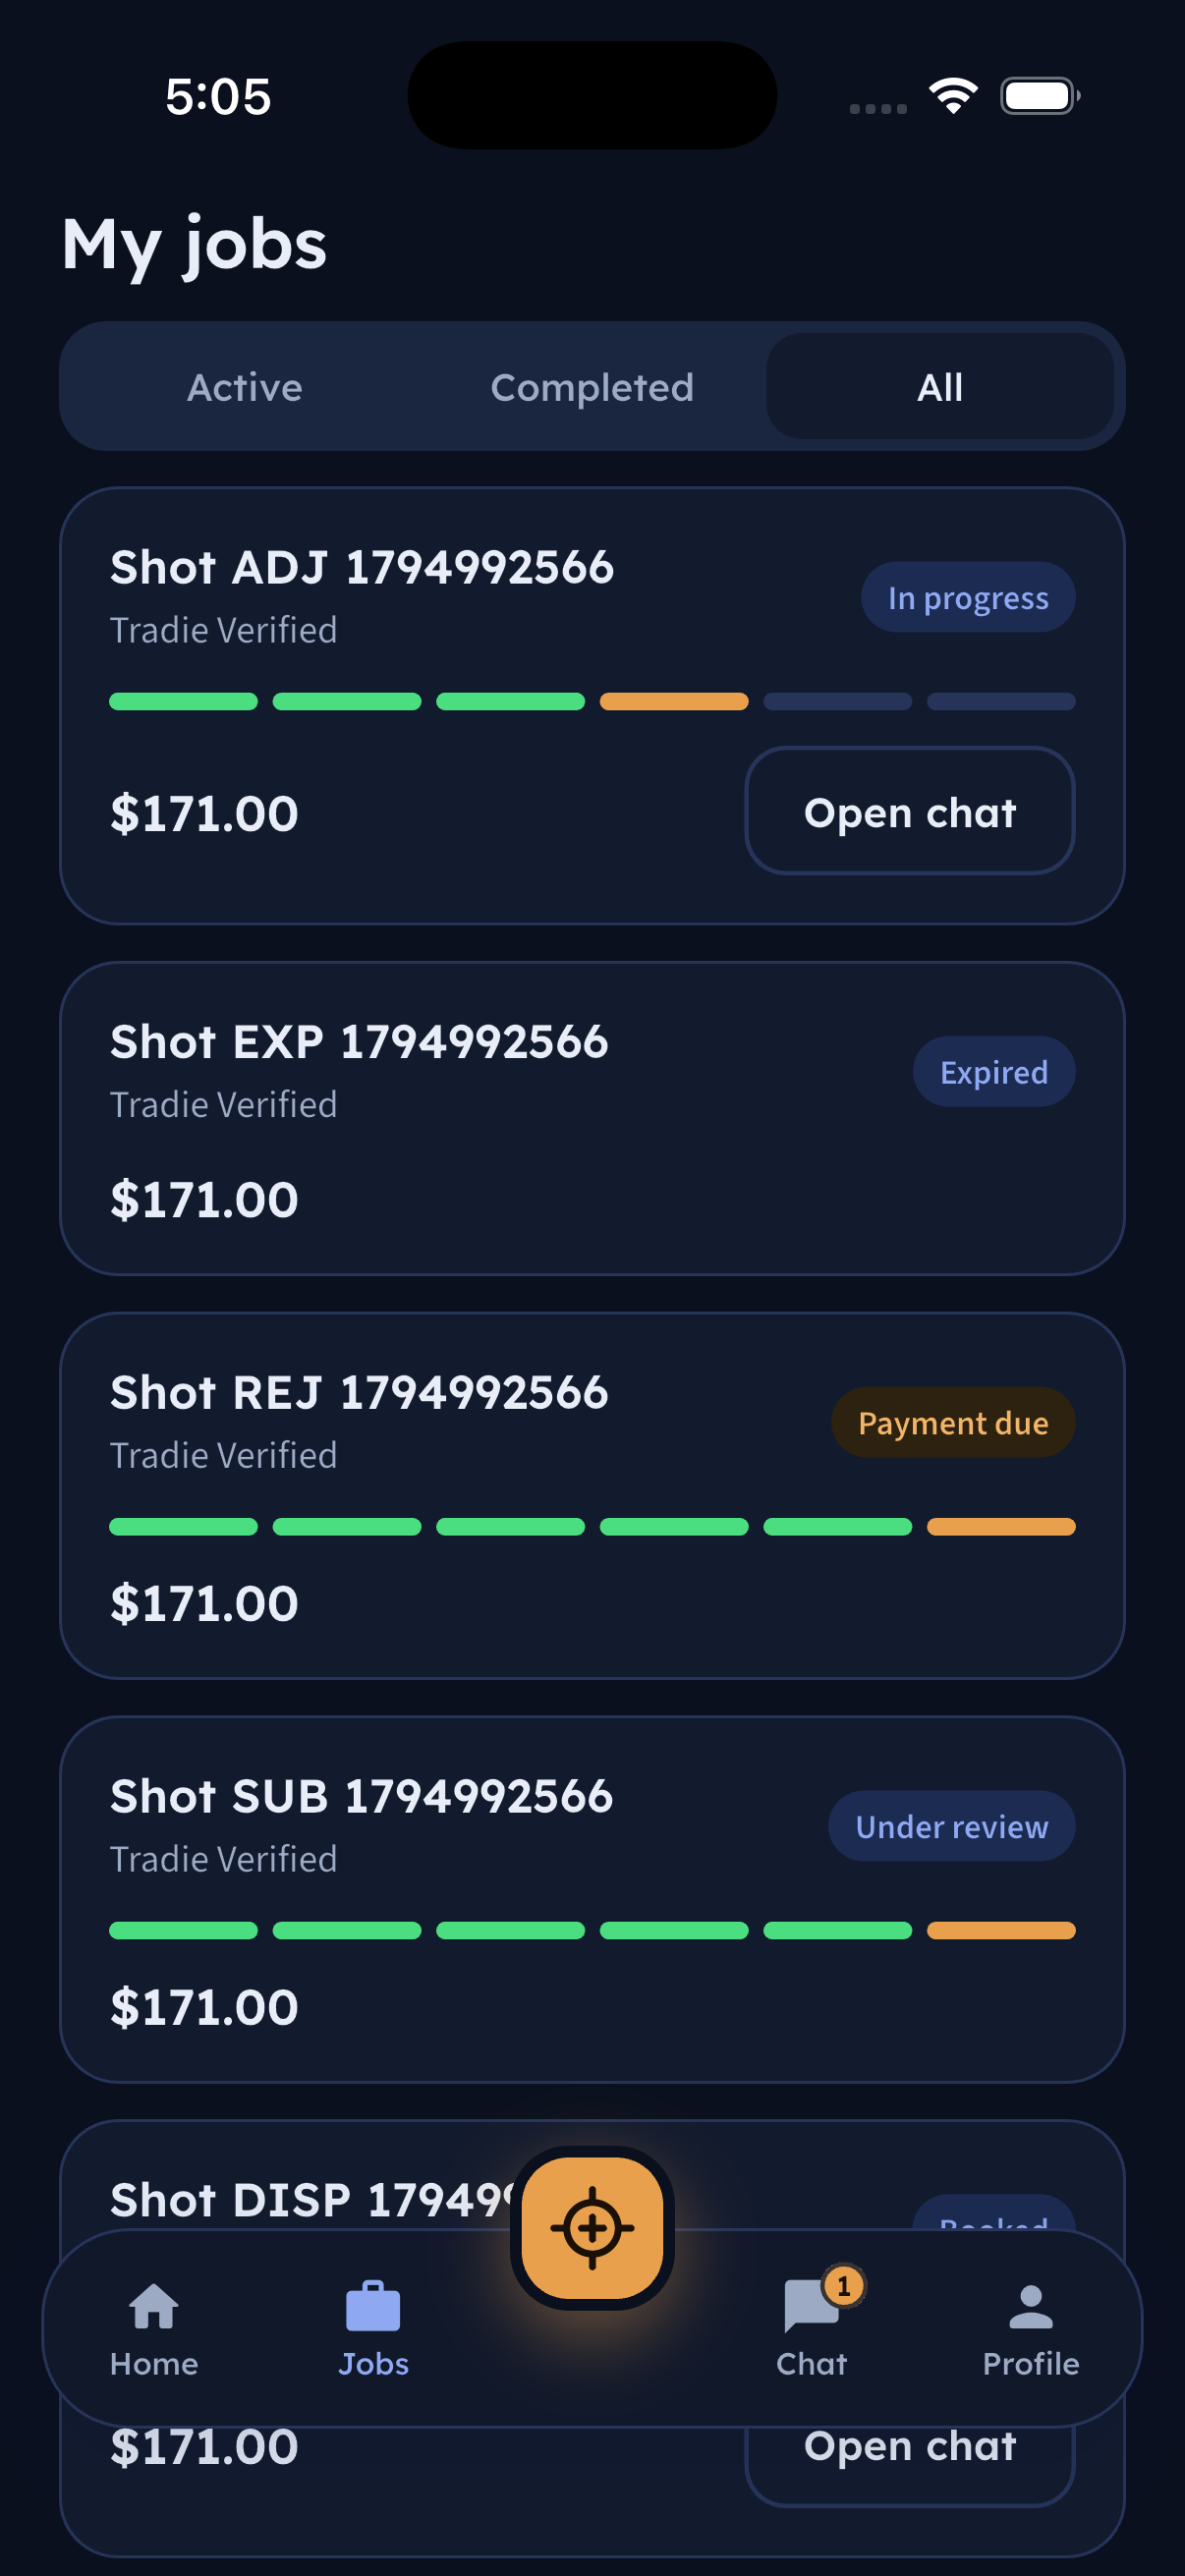 5:05
My jobs
Active Completed All
Shot ADJ 1794992566
In progress
Tradie Verified
$171.00
Open chat
Shot EXP 1794992566
Expired
Tradie Verified
$171.00
Shot REJ 1794992566
Payment due
Tradie Verified
$171.00
Shot SUB 1794992566
Under review
Tradie Verified
$171.00
Shot DISP
Booked
1
Home Jobs Chat Profile
$171.00
Open chat